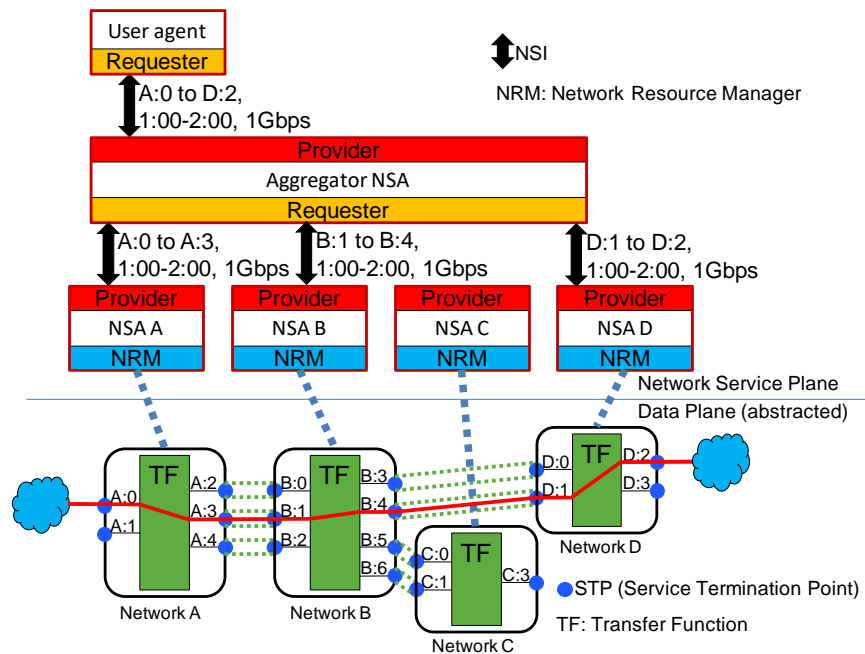 User agent
Requester
NSI
NRM: Network Resource Manager
A:0 to D:2,
1:00-2:00, 1Gbps
Provider
Aggregator NSA
Requester
A:0 to A:3,
1:00-2:00, 1Gbps
B:1 to B:4,
1:00-2:00, 1Gbps
D:1 to D:2,
1:00-2:00, 1Gbps
Provider
NSA A
NRM
Provider
NSA B
NRM
Provider
NSA C
NRM
Provider
NSA D
NRM
Network Service Plane
Data Plane (abstracted)
TF
A:0
A:1
A:2
A:3
A:4
Network A
TF
B:0
B:1
B:2
B:3
B:4
B:5
B:6
Network B
TF
C:0
C:1
C:3
Network C
TF
D:0
D:1
D:2
D:3
Network D
STP (Service Termination Point)
TF: Transfer Function